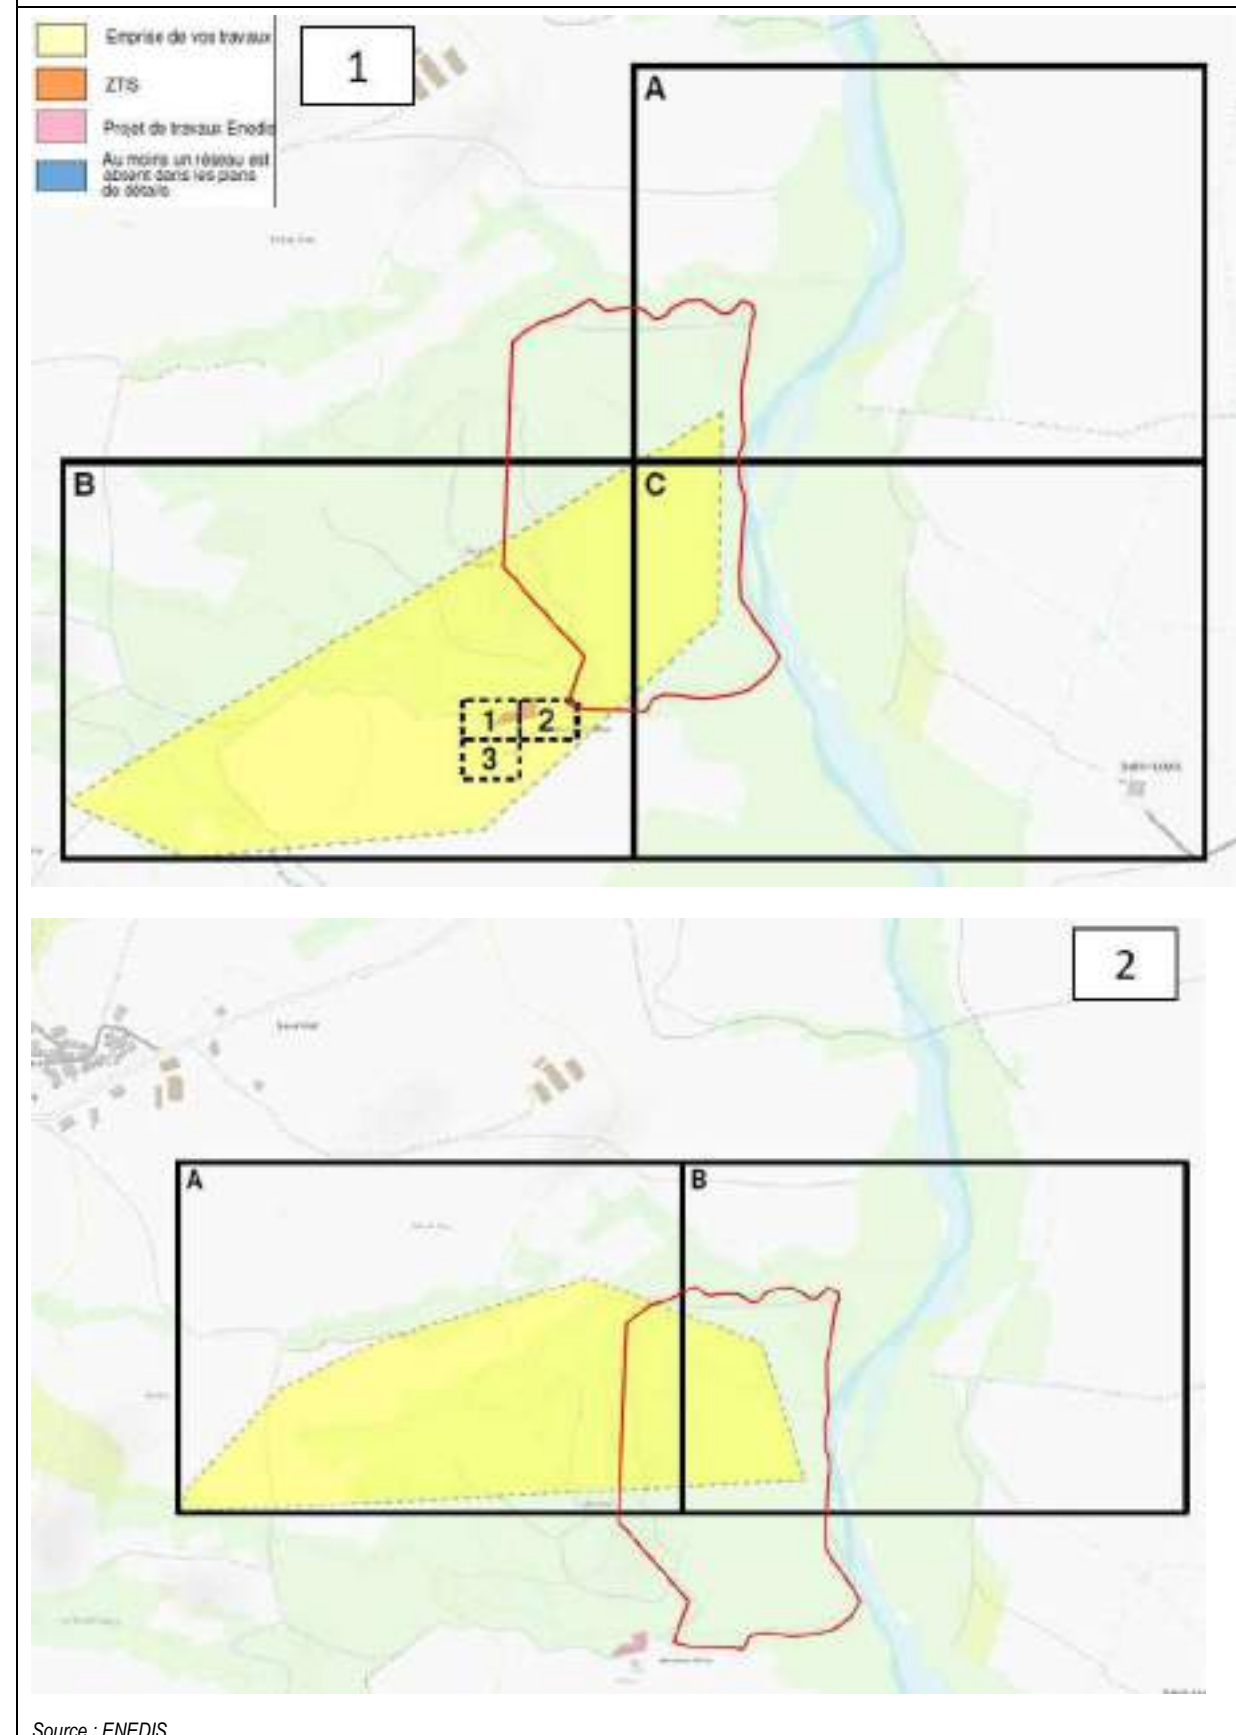 Emprise de vos travaux
1
ZTIS
Projet de travaux Enedis
Au moins un réseau est
absent dans les plans
de détails
A
B
C
1
2
3
2
A
B
Source : ENEDIS